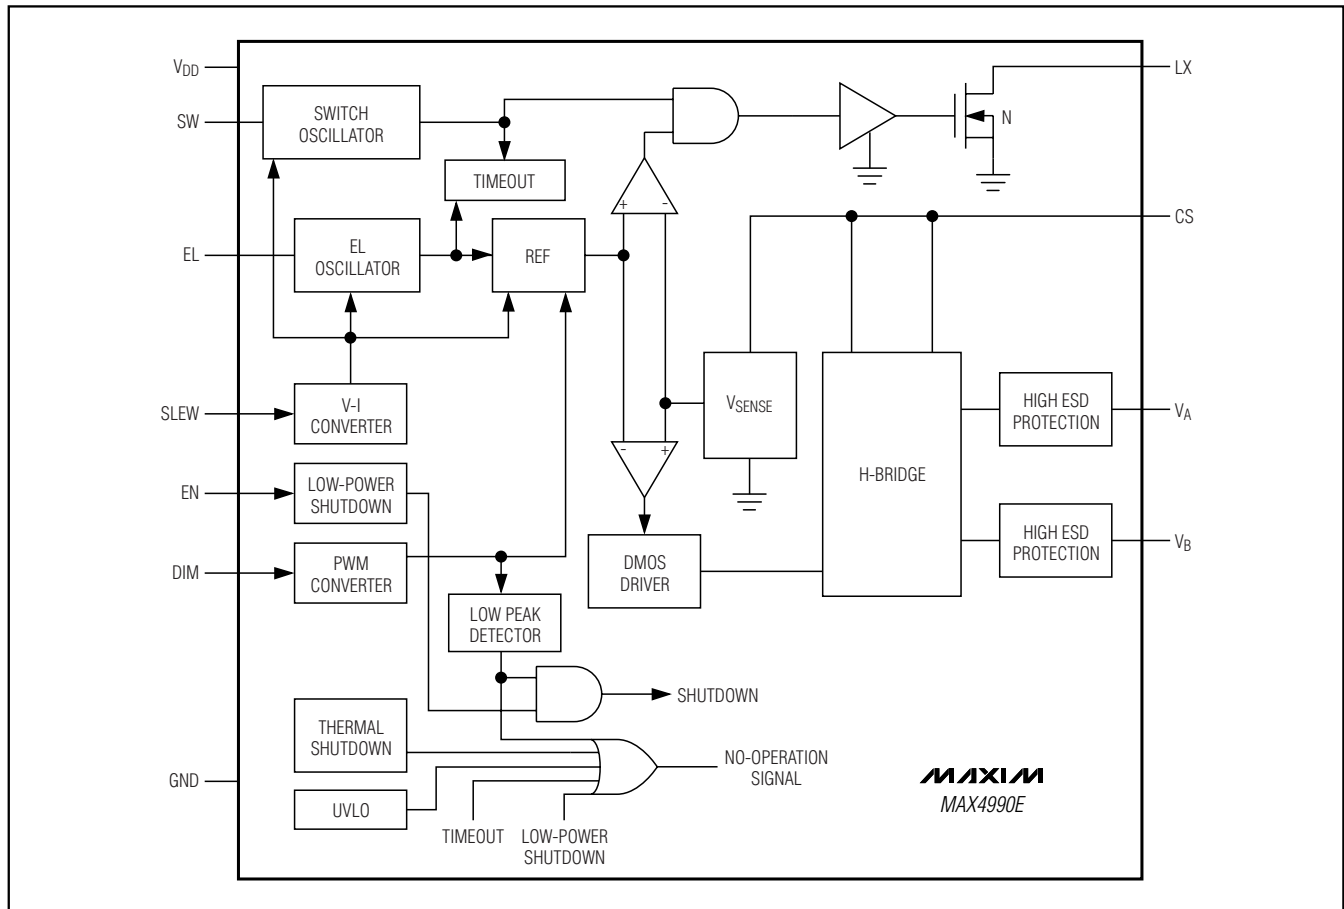 VDD
SW
EL
SLEW
EN
DIM
GND
SWITCH
OSCILLATOR
TIMEOUT
EL
OSCILLATOR
REF
V-I
CONVERTER
LOW-POWER
SHUTDOWN
PWM
CONVERTER
LOW PEAK
DETECTOR
THERMAL
SHUTDOWN
UVLO
TIMEOUT
LOW-POWER
SHUTDOWN
SHUTDOWN
NO-OPERATION
SIGNAL
+
-
-
+
VSENSE
DMOS
DRIVER
H-BRIDGE
HIGH ESD
PROTECTION
HIGH ESD
PROTECTION
N
LX
CS
VA
VB
MAXIM
MAX4990E